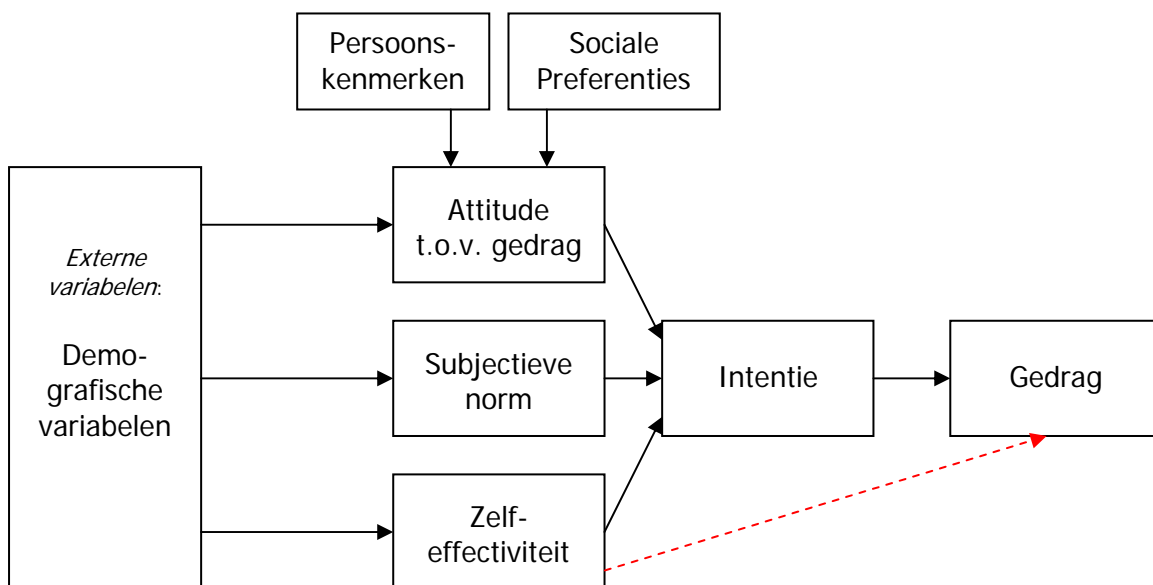 Persoons-
kenmerken
Sociale
Preferenties
Attitude
t.o.v. gedrag
Externe
variabelen:
Demo-
grafische
variabelen
Subjectieve
norm
Intentie
Gedrag
Zelf-
effectiviteit